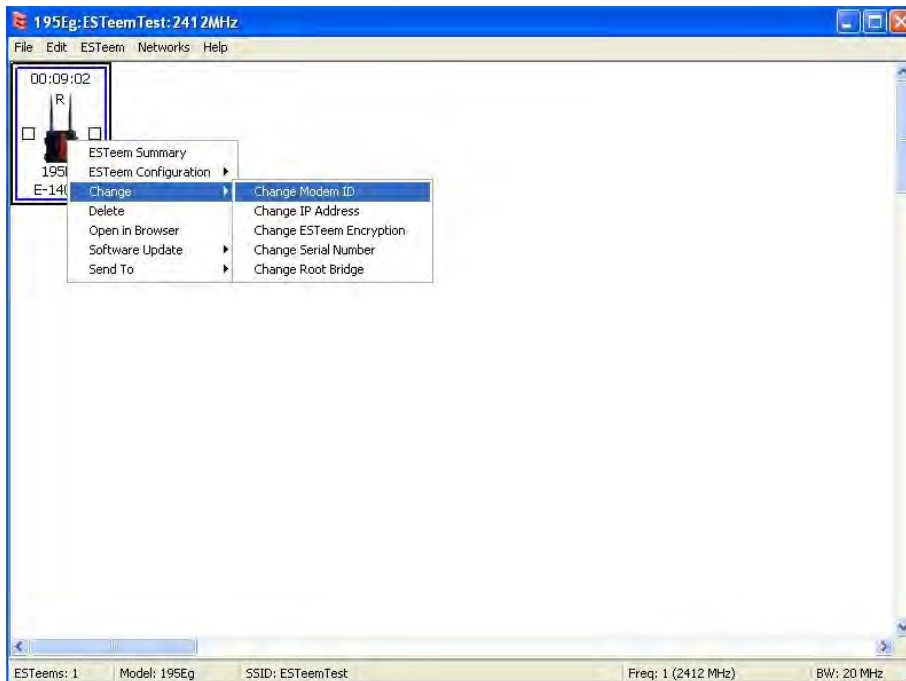 195Eg:ESTeemTest:2412MHz
File Edit ESTeem Networks Help
00:09:02
R
ESTeem Summary
ESTeem Configuration
Change
Delete
Open in Browser
Software Update
Send To
Change Modem ID
Change IP Address
Change ESTeem Encryption
Change Serial Number
Change Root Bridge
ESTeems: 1 Model: 195Eg SSID: ESTeemTest Freq: 1 (2412 MHz) BW: 20 MHz